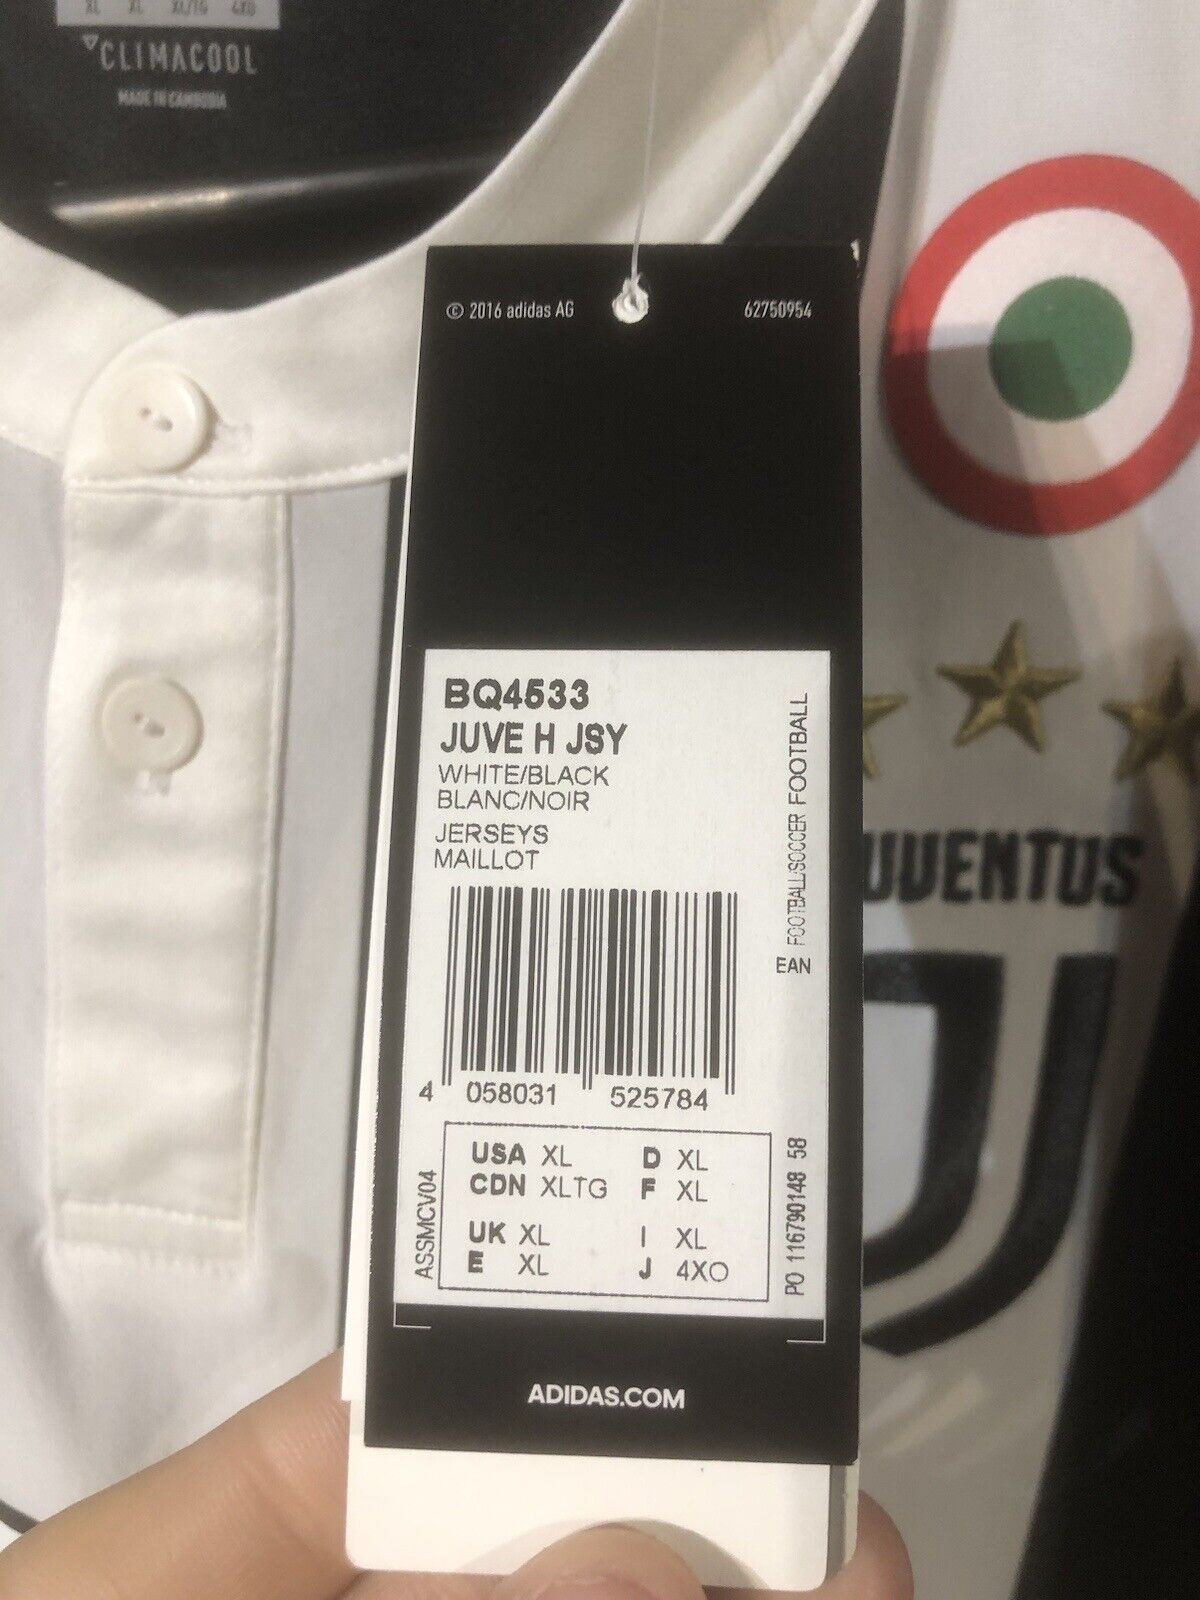 XL XL XL/TG 4XO
CLIMACOOL
MADE IN CAMBODIA
© 2016 adidas AG 62750954
BQ4533
JUVE H JSY
WHITE/BLACK
BLANC/NOIR
JERSEYS
MAILLOT
FOOTBALL/SOCCER FOOTBALL
EAN
4 058031 525784
USA XL D XL
CDN XLTG F XL
UK XL I XL
E XL J 4XO
ASSMCV04
PO 116790148 58
ADIDAS.COM
JUVENTUS